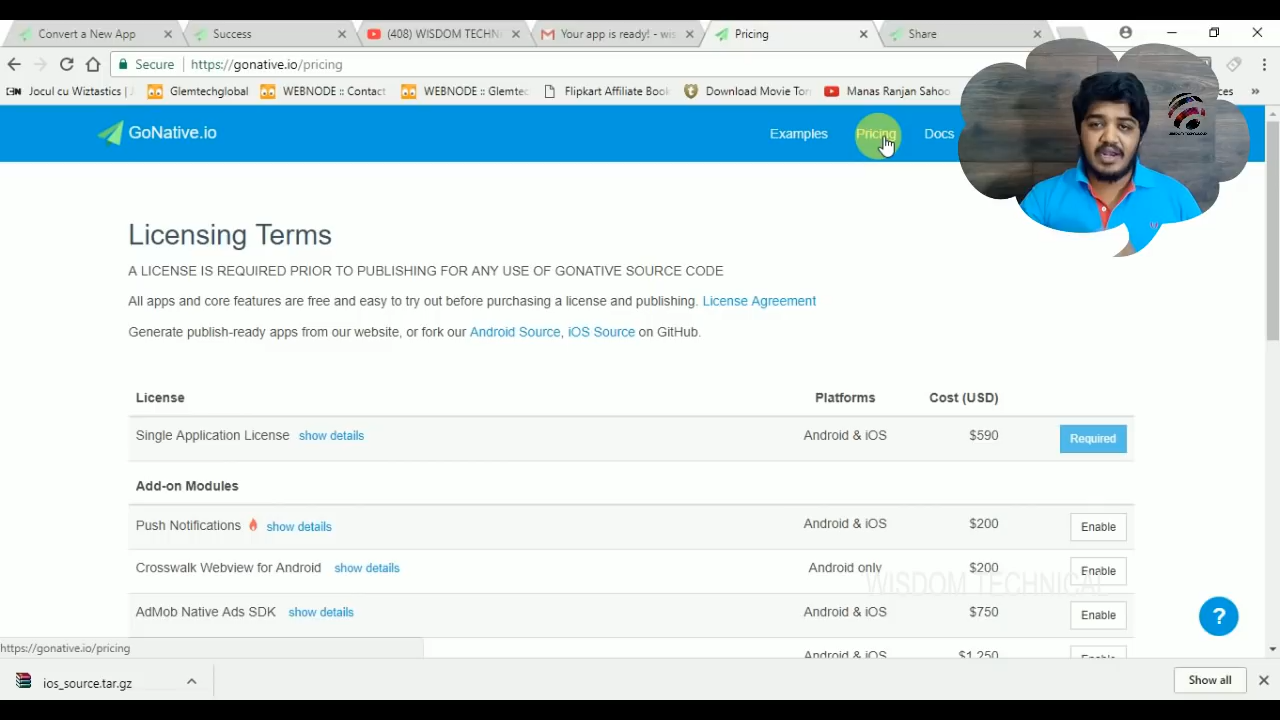 Convert a New App
Success
(408) WISDOM TECHN
Your app is ready! - wis
Pricing
Share
Secure
https://gonative.io/pricing
Jocul cu Wiztastics |
Glemtechglobal
WEBNODE :: Contact
WEBNODE :: Glemtec
Flipkart Affiliate Book
Download Movie Torr
Manas Ranjan Sahoo
»
GoNative.io
Examples
Pricing
Docs
Licensing Terms
A LICENSE IS REQUIRED PRIOR TO PUBLISHING FOR ANY USE OF GONATIVE SOURCE CODE
All apps and core features are free and easy to try out before purchasing a license and publishing. License Agreement
Generate publish-ready apps from our website, or fork our Android Source, iOS Source on GitHub.
License Platforms Cost (USD)
Single Application License show details Android & iOS $590 Required
Add-on Modules
Push Notifications show details Android & iOS $200 Enable
Crosswalk Webview for Android show details Android only $200 Enable
WISDOM TECHNICAL
AdMob Native Ads SDK show details Android & iOS $750 Enable
Android & iOS $1,250 Enable
?
https://gonative.io/pricing
ios_source.tar.gz
Show all